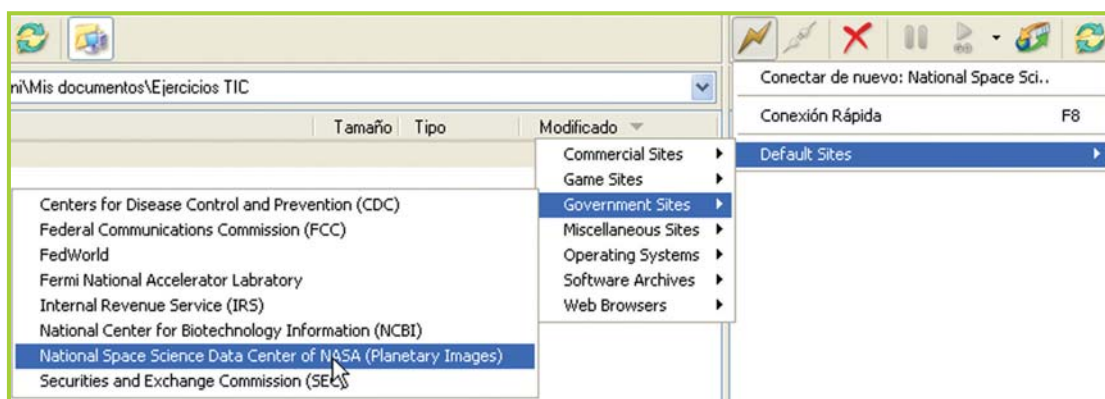 ni\Mis documentos\Ejercicios TIC
Tamaño Tipo Modificado
Conectar de nuevo: National Space Sci..
Conexión Rápida F8
Default Sites
Commercial Sites
Game Sites
Government Sites
Miscellaneous Sites
Operating Systems
Software Archives
Web Browsers
Centers for Disease Control and Prevention (CDC)
Federal Communications Commission (FCC)
FedWorld
Fermi National Accelerator Labratory
Internal Revenue Service (IRS)
National Center for Biotechnology Information (NCBI)
National Space Science Data Center of NASA (Planetary Images)
Securities and Exchange Commission (SEC)